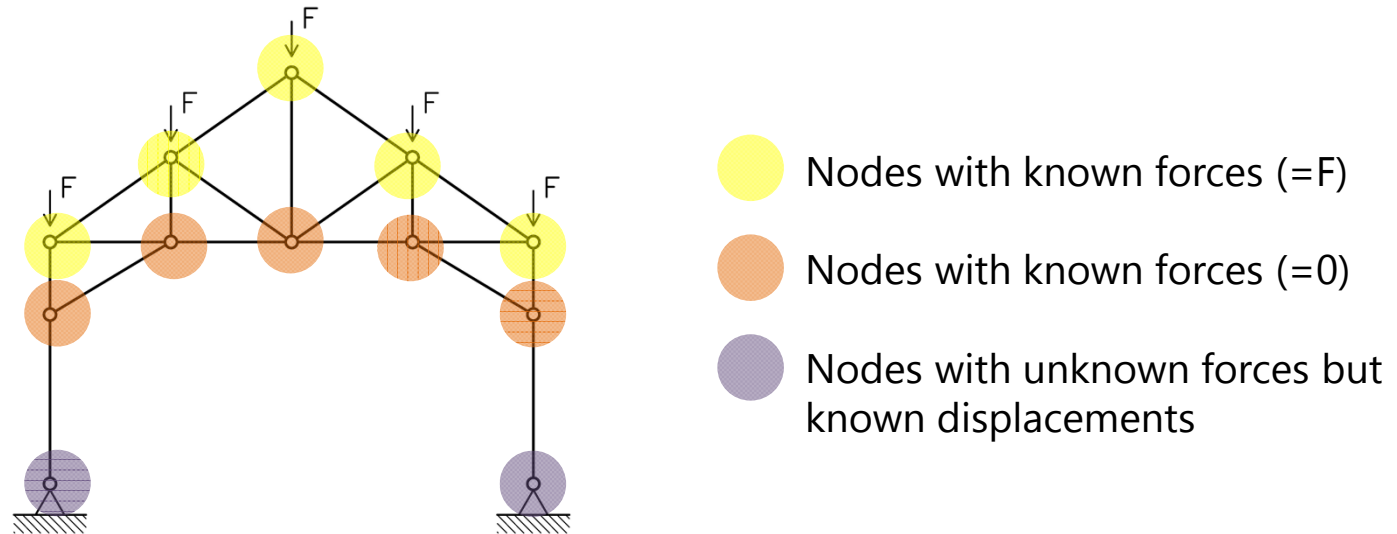 F
F
F
F
F
Nodes with known forces (=F)
Nodes with known forces (=0)
Nodes with unknown forces but
known displacements